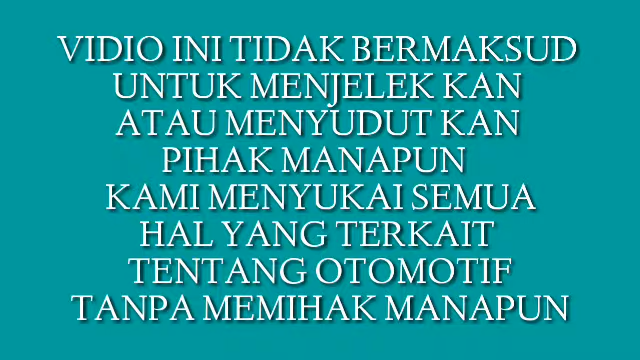 VIDIO INI TIDAK BERMAKSUD
UNTUK MENJELEK KAN
ATAU MENYUDUT KAN
PIHAK MANAPUN
KAMI MENYUKAI SEMUA
HAL YANG TERKAIT
TENTANG OTOMOTIF
TANPA MEMIHAK MANAPUN